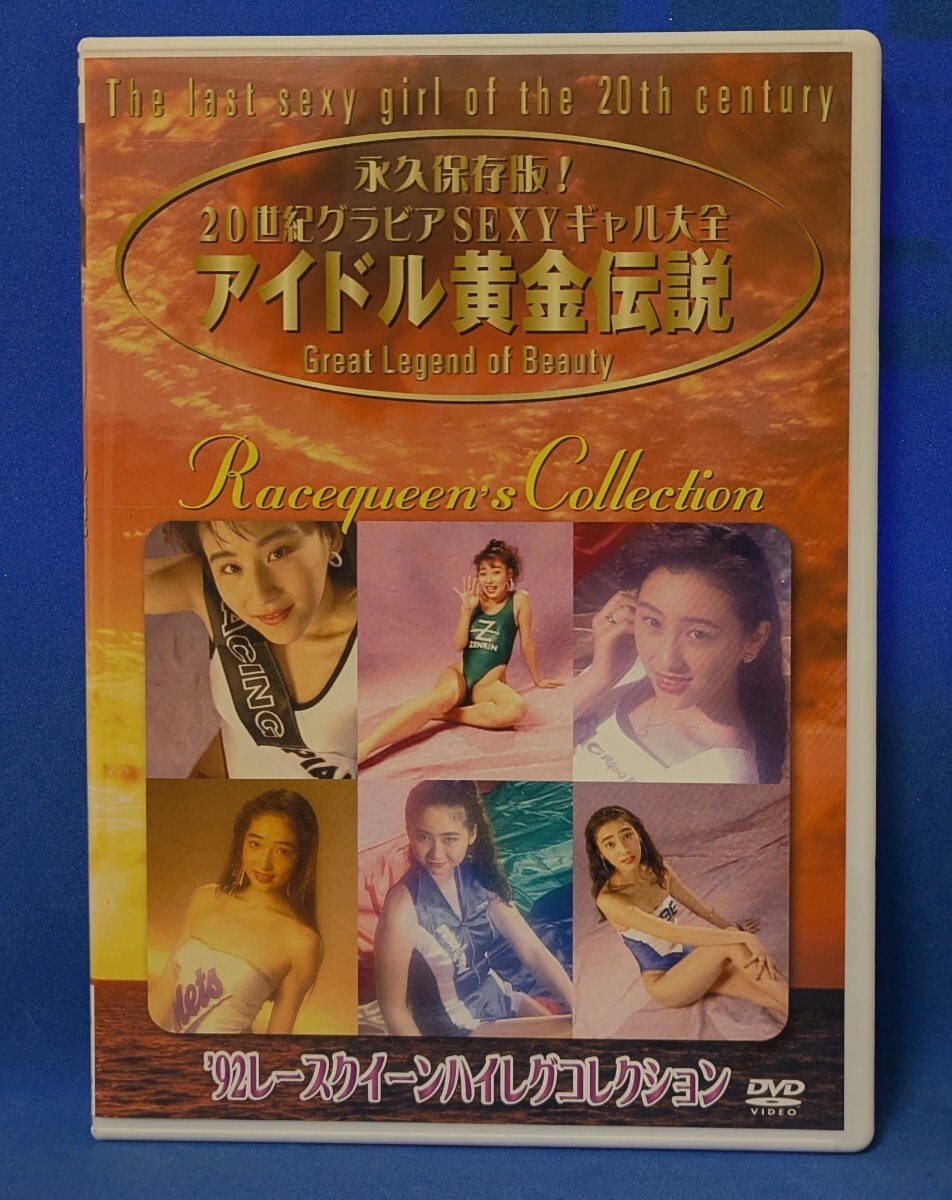 The last sexy girl of the 20th century
永久保存版!
20世紀グラビアSEXYギャル大全
アイドル黄金伝説
Great Legend of Beauty
Racequeen's Collection
ACING
PIA
Z
ZENRIN
Mets
'92レースクイーンハイレグコレクション
DVD
VIDEO